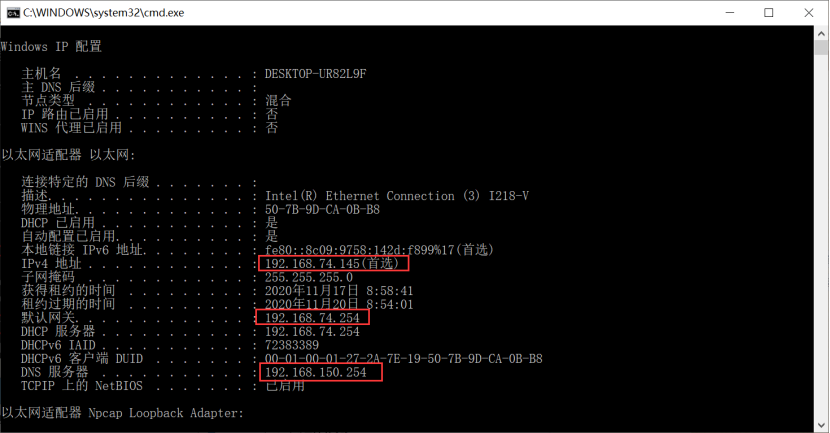 C:\WINDOWS\system32\cmd.exe
Windows IP 配置
主机名 . . . . . . . . . . . . . : DESKTOP-UR82L9F
主 DNS 后缀 . . . . . . . . . . . :
节点类型 . . . . . . . . . . . . : 混合
IP 路由已启用 . . . . . . . . . . : 否
WINS 代理已启用 . . . . . . . . . : 否
以太网适配器 以太网:
连接特定的 DNS 后缀 . . . . . . . :
描述. . . . . . . . . . . . . . . : Intel(R) Ethernet Connection (3) I218-V
物理地址. . . . . . . . . . . . . : 50-7B-9D-CA-0B-B8
DHCP 已启用 . . . . . . . . . . . : 是
自动配置已启用. . . . . . . . . . : 是
本地链接 IPv6 地址. . . . . . . . : fe80::8c09:9758:142d:f899%17(首选)
IPv4 地址 . . . . . . . . . . . . : 192.168.74.145(首选)
子网掩码 . . . . . . . . . . . . : 255.255.255.0
获得租约的时间 . . . . . . . . . : 2020年11月17日 8:58:41
租约过期的时间 . . . . . . . . . : 2020年11月20日 8:54:01
默认网关. . . . . . . . . . . . . : 192.168.74.254
DHCP 服务器 . . . . . . . . . . . : 192.168.74.254
DHCPv6 IAID . . . . . . . . . . . : 72383389
DHCPv6 客户端 DUID . . . . . . . : 00-01-00-01-27-2A-7E-19-50-7B-9D-CA-0B-B8
DNS 服务器 . . . . . . . . . . . : 192.168.150.254
TCPIP 上的 NetBIOS . . . . . . . : 已启用
以太网适配器 Npcap Loopback Adapter: